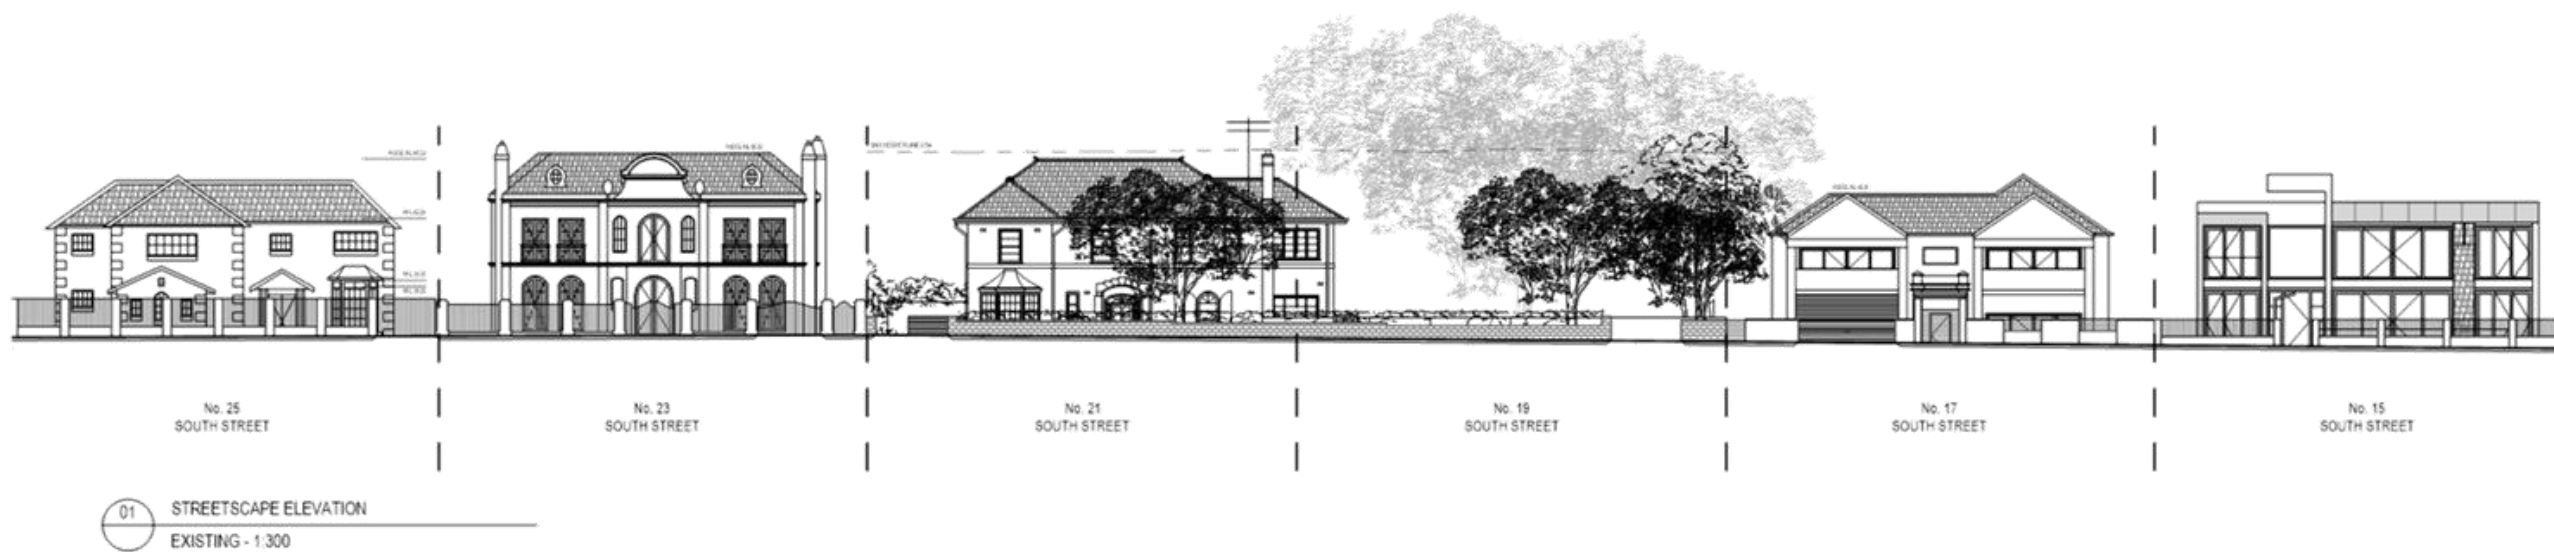 No. 25
SOUTH STREET
No. 23
SOUTH STREET
No. 21
SOUTH STREET
No. 19
SOUTH STREET
No. 17
SOUTH STREET
No. 15
SOUTH STREET
01
STREETSCAPE ELEVATION
EXISTING - 1:300